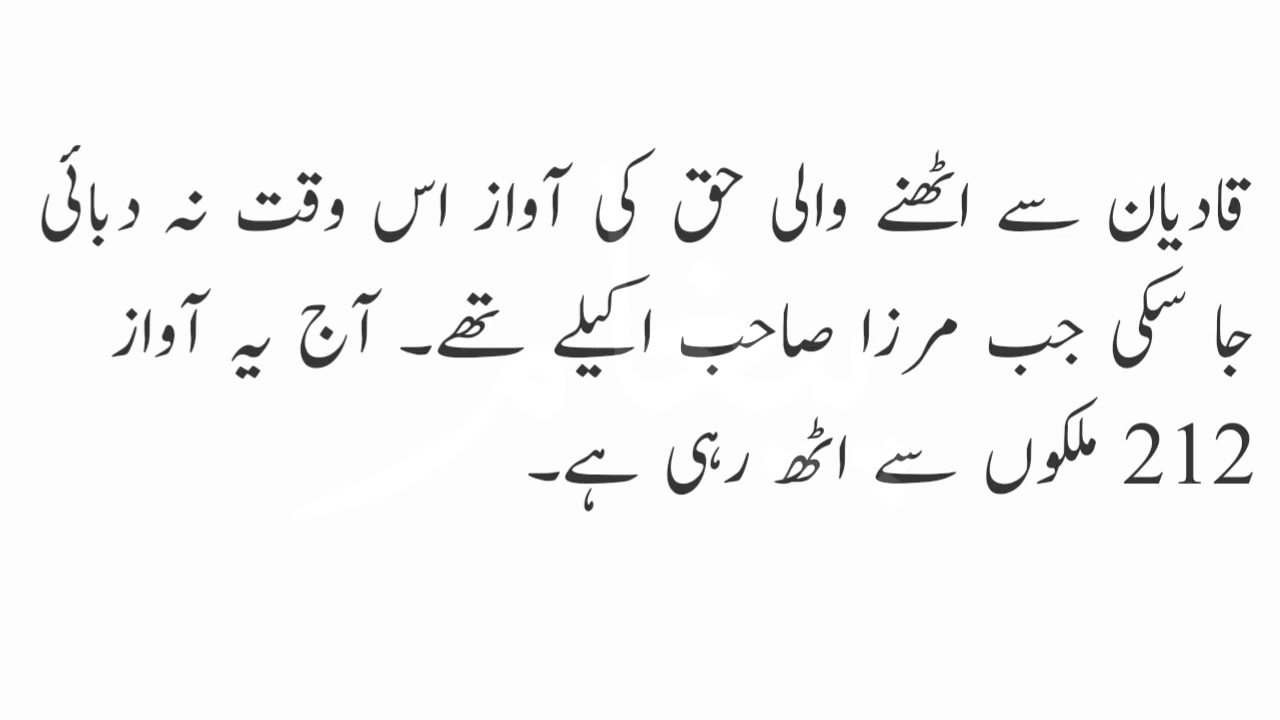 قادیان سے اٹھنے والی حق کی آواز اس وقت نہ دبائی
جا سکی جب مرزا صاحب اکیلے تھے۔ آج یہ آواز
212 ملکوں سے اٹھ رہی ہے۔